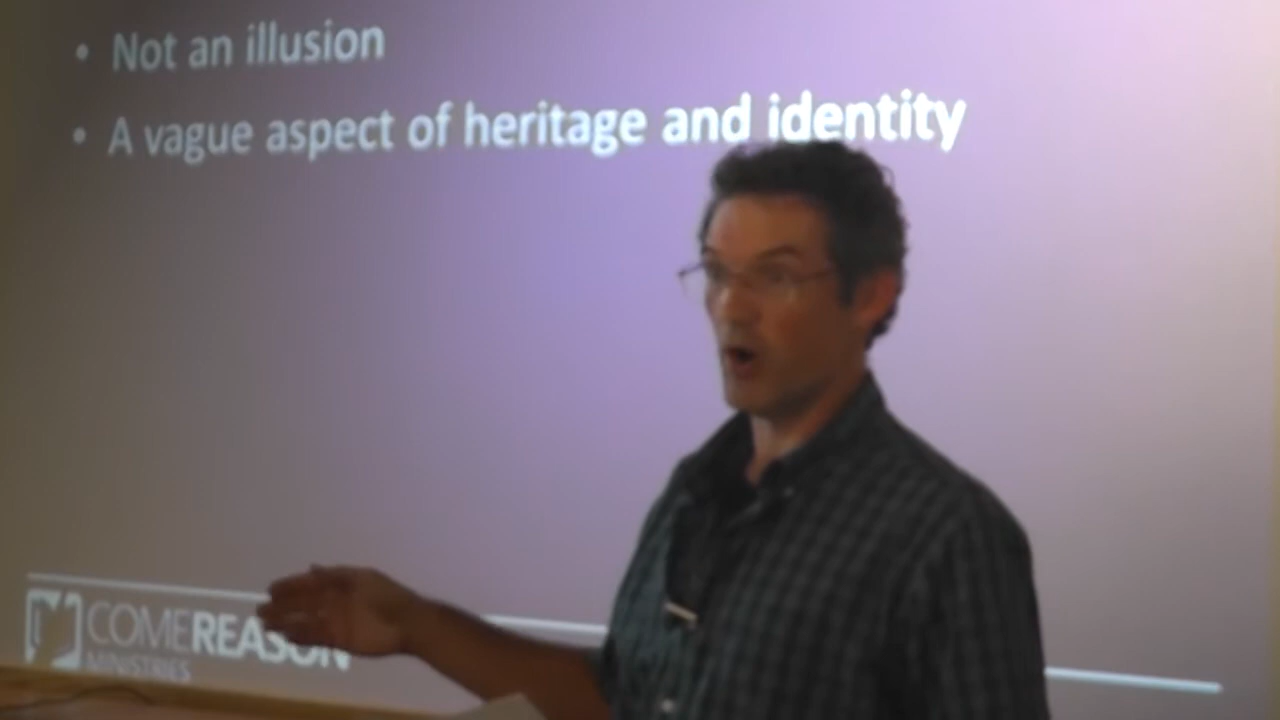 • Not an illusion
• A vague aspect of heritage and identity
COMEREASON
MINISTRIES